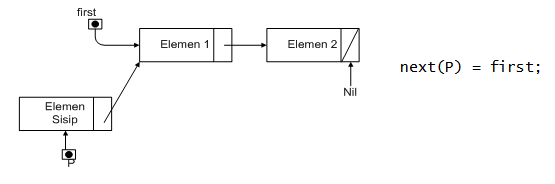 first
Elemen 1
Elemen 2
next(P) = first;
Nil
Elemen
Sisip
P